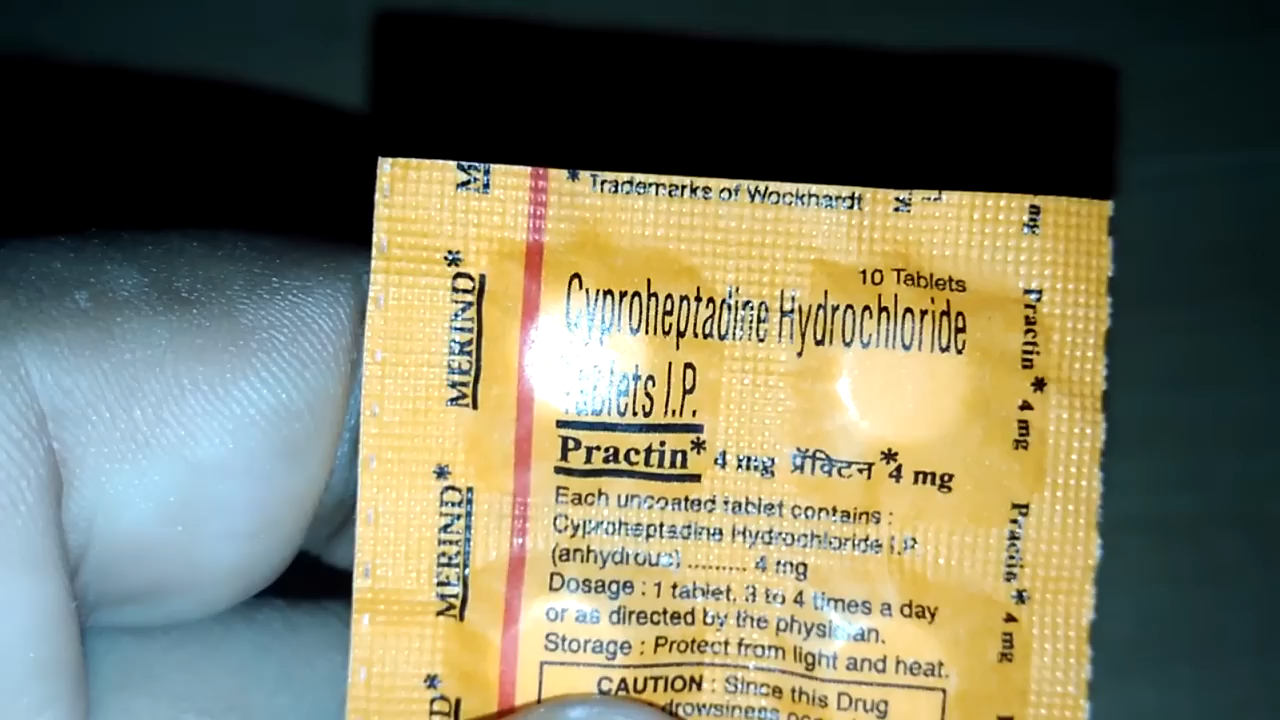 * Trademarks of Wockhardt
10 Tablets
Cyproheptadine Hydrochloride
Tablets I.P.
Practin* 4 mg प्रॅक्टिन* 4 mg
Each uncoated tablet contains :
Cyproheptadine Hydrochloride I.P.
(anhydrous) ......... 4 mg
Dosage : 1 tablet, 3 to 4 times a day
or as directed by the physician.
Storage : Protect from light and heat.
CAUTION : Since this Drug
drowsiness
MERIND*
MERIND*
mg
Practin* 4 mg
Practin* 4 mg